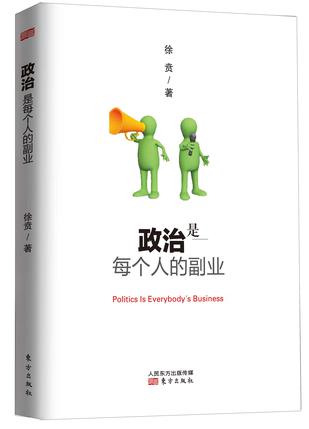 政治是每个人的副业
徐贲/著
东方出版社
徐贲/著
政治是
每个人的副业
Politics Is Everybody's Business
人民东方出版传媒
东方出版社